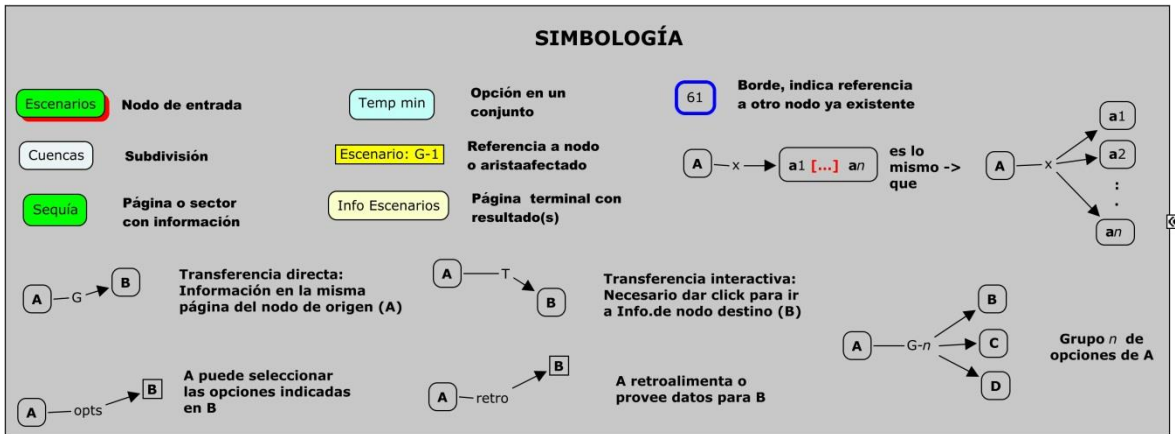 SIMBOLOGÍA
Escenarios
Nodo de entrada
Temp min
Opción en un
conjunto
61
Borde, indica referencia
a otro nodo ya existente
Cuencas
Subdivisión
Escenario: G-1
Referencia a nodo
o aristaafectado
A
x
a1 [...] an
es lo
mismo ->
que
A
x
a1
a2
:
.
an
Sequía
Página o sector
con información
Info Escenarios
Página terminal con
resultado(s)
A
G
B
Transferencia directa:
Información en la misma
página del nodo de origen (A)
A
T
B
Transferencia interactiva:
Necesario dar click para ir
a Info.de nodo destino (B)
A
G-n
B
C
D
Grupo n de
opciones de A
A
opts
B
A puede seleccionar
las opciones indicadas
en B
A
retro
B
A retroalimenta o
provee datos para B